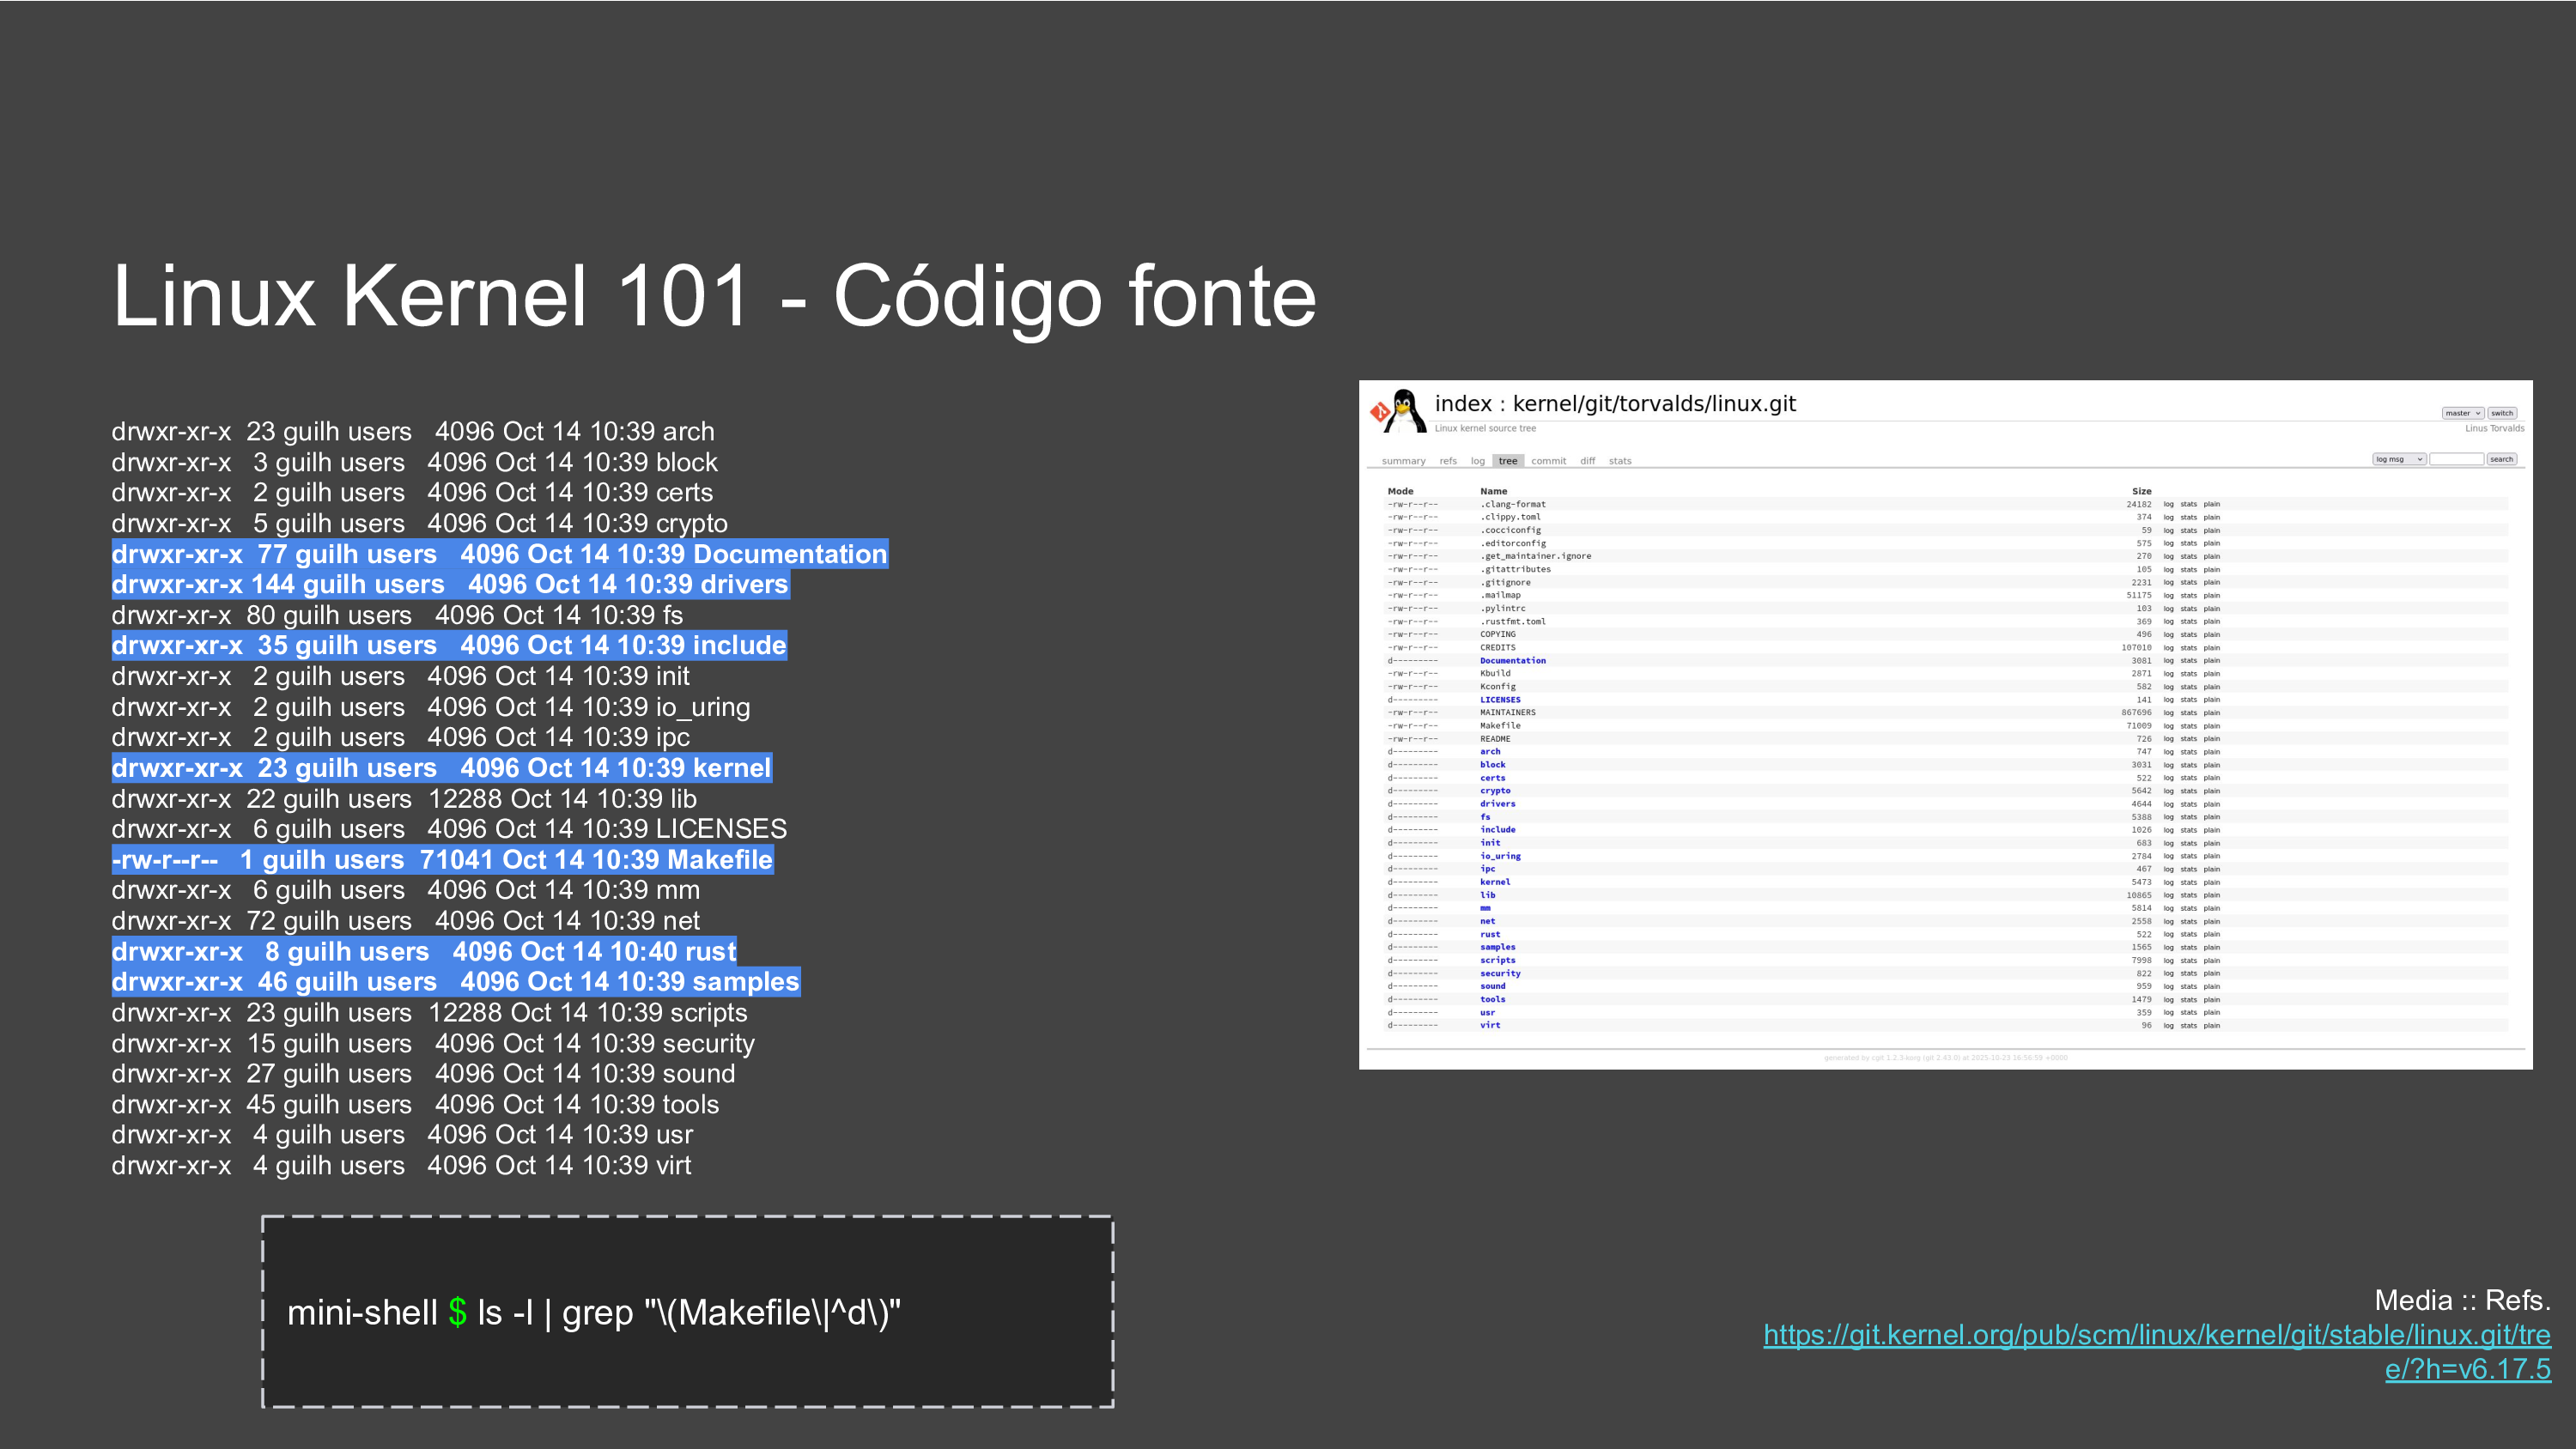 Linux Kernel 101 - Código fonte
drwxr-xr-x  23 guilh users   4096 Oct 14 10:39 arch
drwxr-xr-x   3 guilh users   4096 Oct 14 10:39 block
drwxr-xr-x   2 guilh users   4096 Oct 14 10:39 certs
drwxr-xr-x   5 guilh users   4096 Oct 14 10:39 crypto
drwxr-xr-x  77 guilh users   4096 Oct 14 10:39 Documentation
drwxr-xr-x 144 guilh users   4096 Oct 14 10:39 drivers
drwxr-xr-x  80 guilh users   4096 Oct 14 10:39 fs
drwxr-xr-x  35 guilh users   4096 Oct 14 10:39 include
drwxr-xr-x   2 guilh users   4096 Oct 14 10:39 init
drwxr-xr-x   2 guilh users   4096 Oct 14 10:39 io_uring
drwxr-xr-x   2 guilh users   4096 Oct 14 10:39 ipc
drwxr-xr-x  23 guilh users   4096 Oct 14 10:39 kernel
drwxr-xr-x  22 guilh users  12288 Oct 14 10:39 lib
drwxr-xr-x   6 guilh users   4096 Oct 14 10:39 LICENSES
-rw-r--r--   1 guilh users  71041 Oct 14 10:39 Makefile
drwxr-xr-x   6 guilh users   4096 Oct 14 10:39 mm
drwxr-xr-x  72 guilh users   4096 Oct 14 10:39 net
drwxr-xr-x   8 guilh users   4096 Oct 14 10:40 rust
drwxr-xr-x  46 guilh users   4096 Oct 14 10:39 samples
drwxr-xr-x  23 guilh users  12288 Oct 14 10:39 scripts
drwxr-xr-x  15 guilh users   4096 Oct 14 10:39 security
drwxr-xr-x  27 guilh users   4096 Oct 14 10:39 sound
drwxr-xr-x  45 guilh users   4096 Oct 14 10:39 tools
drwxr-xr-x   4 guilh users   4096 Oct 14 10:39 usr
drwxr-xr-x   4 guilh users   4096 Oct 14 10:39 virt
mini-shell $ ls -l | grep "\(Makefile\|^d\)"
index : kernel/git/torvalds/linux.git
master switch
Linux kernel source tree Linus Torvalds
summary refs log tree commit diff stats log msg search
Mode Name Size
-rw-r--r-- .clang-format 24182 log stats plain
-rw-r--r-- .clippy.toml 374 log stats plain
-rw-r--r-- .cocciconfig 59 log stats plain
-rw-r--r-- .editorconfig 575 log stats plain
-rw-r--r-- .get_maintainer.ignore 270 log stats plain
-rw-r--r-- .gitattributes 105 log stats plain
-rw-r--r-- .gitignore 2231 log stats plain
-rw-r--r-- .mailmap 51175 log stats plain
-rw-r--r-- .pylintrc 103 log stats plain
-rw-r--r-- .rustfmt.toml 369 log stats plain
-rw-r--r-- COPYING 496 log stats plain
-rw-r--r-- CREDITS 107010 log stats plain
d--------- Documentation 3081 log stats plain
-rw-r--r-- Kbuild 2871 log stats plain
-rw-r--r-- Kconfig 582 log stats plain
d--------- LICENSES 141 log stats plain
-rw-r--r-- MAINTAINERS 867696 log stats plain
-rw-r--r-- Makefile 71009 log stats plain
-rw-r--r-- README 726 log stats plain
d--------- arch 747 log stats plain
d--------- block 3031 log stats plain
d--------- certs 522 log stats plain
d--------- crypto 5642 log stats plain
d--------- drivers 4644 log stats plain
d--------- fs 5388 log stats plain
d--------- include 1026 log stats plain
d--------- init 683 log stats plain
d--------- io_uring 2784 log stats plain
d--------- ipc 467 log stats plain
d--------- kernel 5473 log stats plain
d--------- lib 10865 log stats plain
d--------- mm 5814 log stats plain
d--------- net 2558 log stats plain
d--------- rust 522 log stats plain
d--------- samples 1565 log stats plain
d--------- scripts 7998 log stats plain
d--------- security 822 log stats plain
d--------- sound 959 log stats plain
d--------- tools 1479 log stats plain
d--------- usr 359 log stats plain
d--------- virt 96 log stats plain
generated by cgit 1.2.3-korg (git 2.43.0) at 2025-10-23 16:56:59 +0000
Media :: Refs.
https://git.kernel.org/pub/scm/linux/kernel/git/stable/linux.git/tre
e/?h=v6.17.5